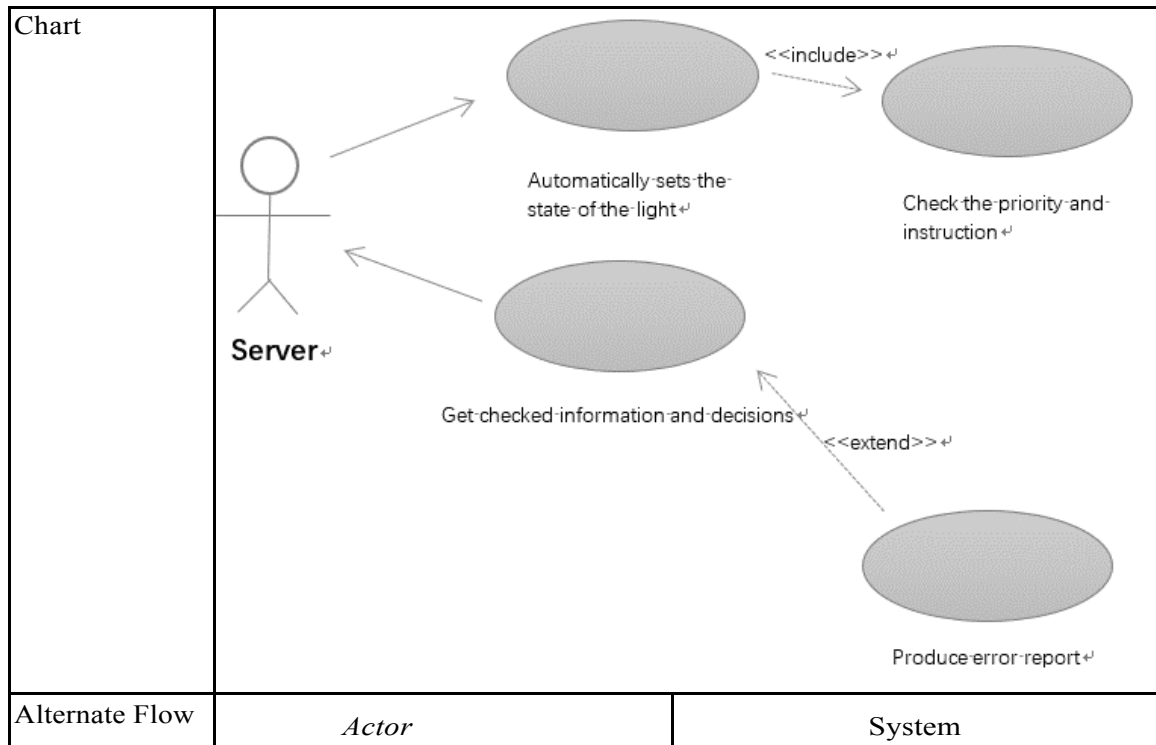 Chart
<<include>>
Automatically sets the
state of the light
Check the priority and
instruction
Server
Get checked information and decisions
<<extend>>
Produce error report
Alternate Flow
Actor
System